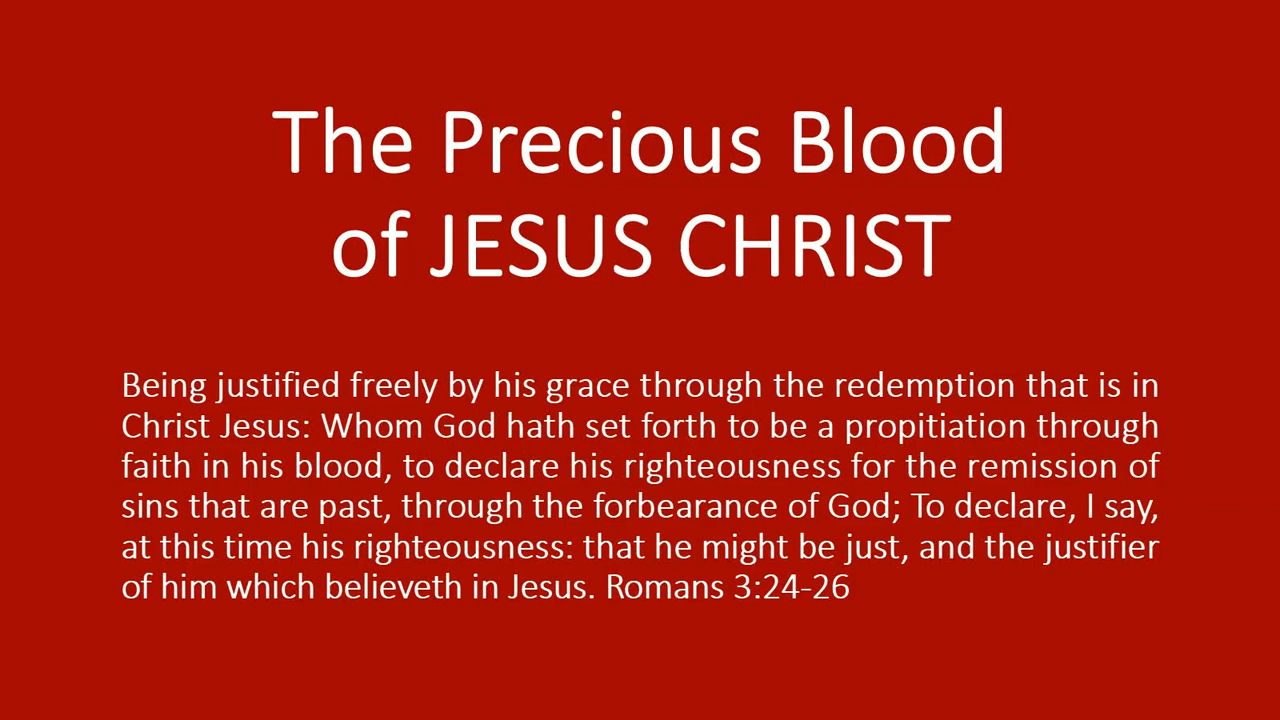 The Precious Blood
of JESUS CHRIST
Being justified freely by his grace through the redemption that is in
Christ Jesus: Whom God hath set forth to be a propitiation through
faith in his blood, to declare his righteousness for the remission of
sins that are past, through the forbearance of God; To declare, I say,
at this time his righteousness: that he might be just, and the justifier
of him which believeth in Jesus. Romans 3:24-26